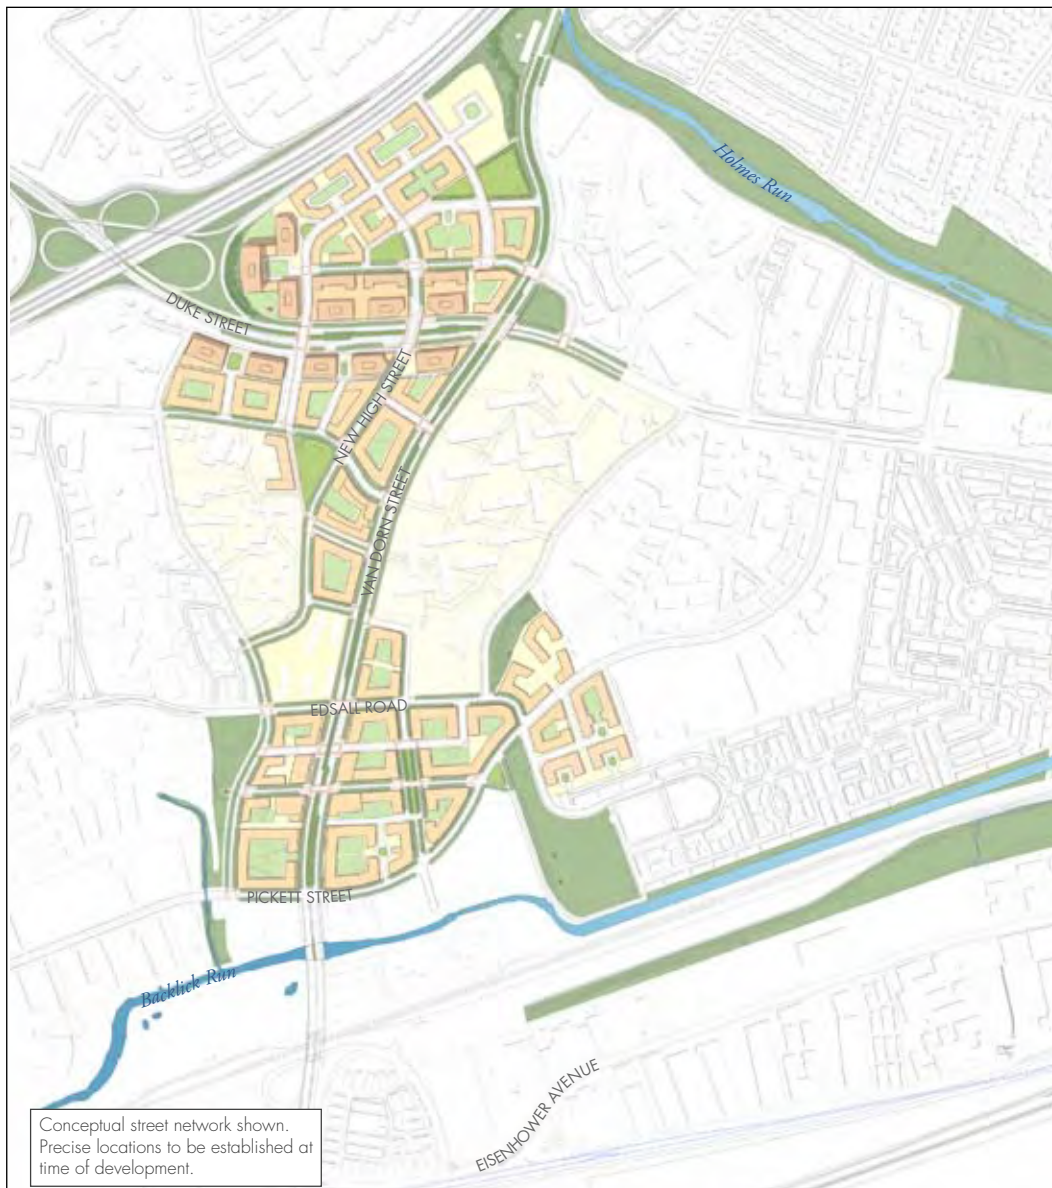 Holmes Run
DUKE STREET
NEW HIGH STREET
VAN DORN STREET
EDSALL ROAD
PICKETT STREET
Backlick Run
EISENHOWER AVENUE
Conceptual street network shown.
Precise locations to be established at
time of development.